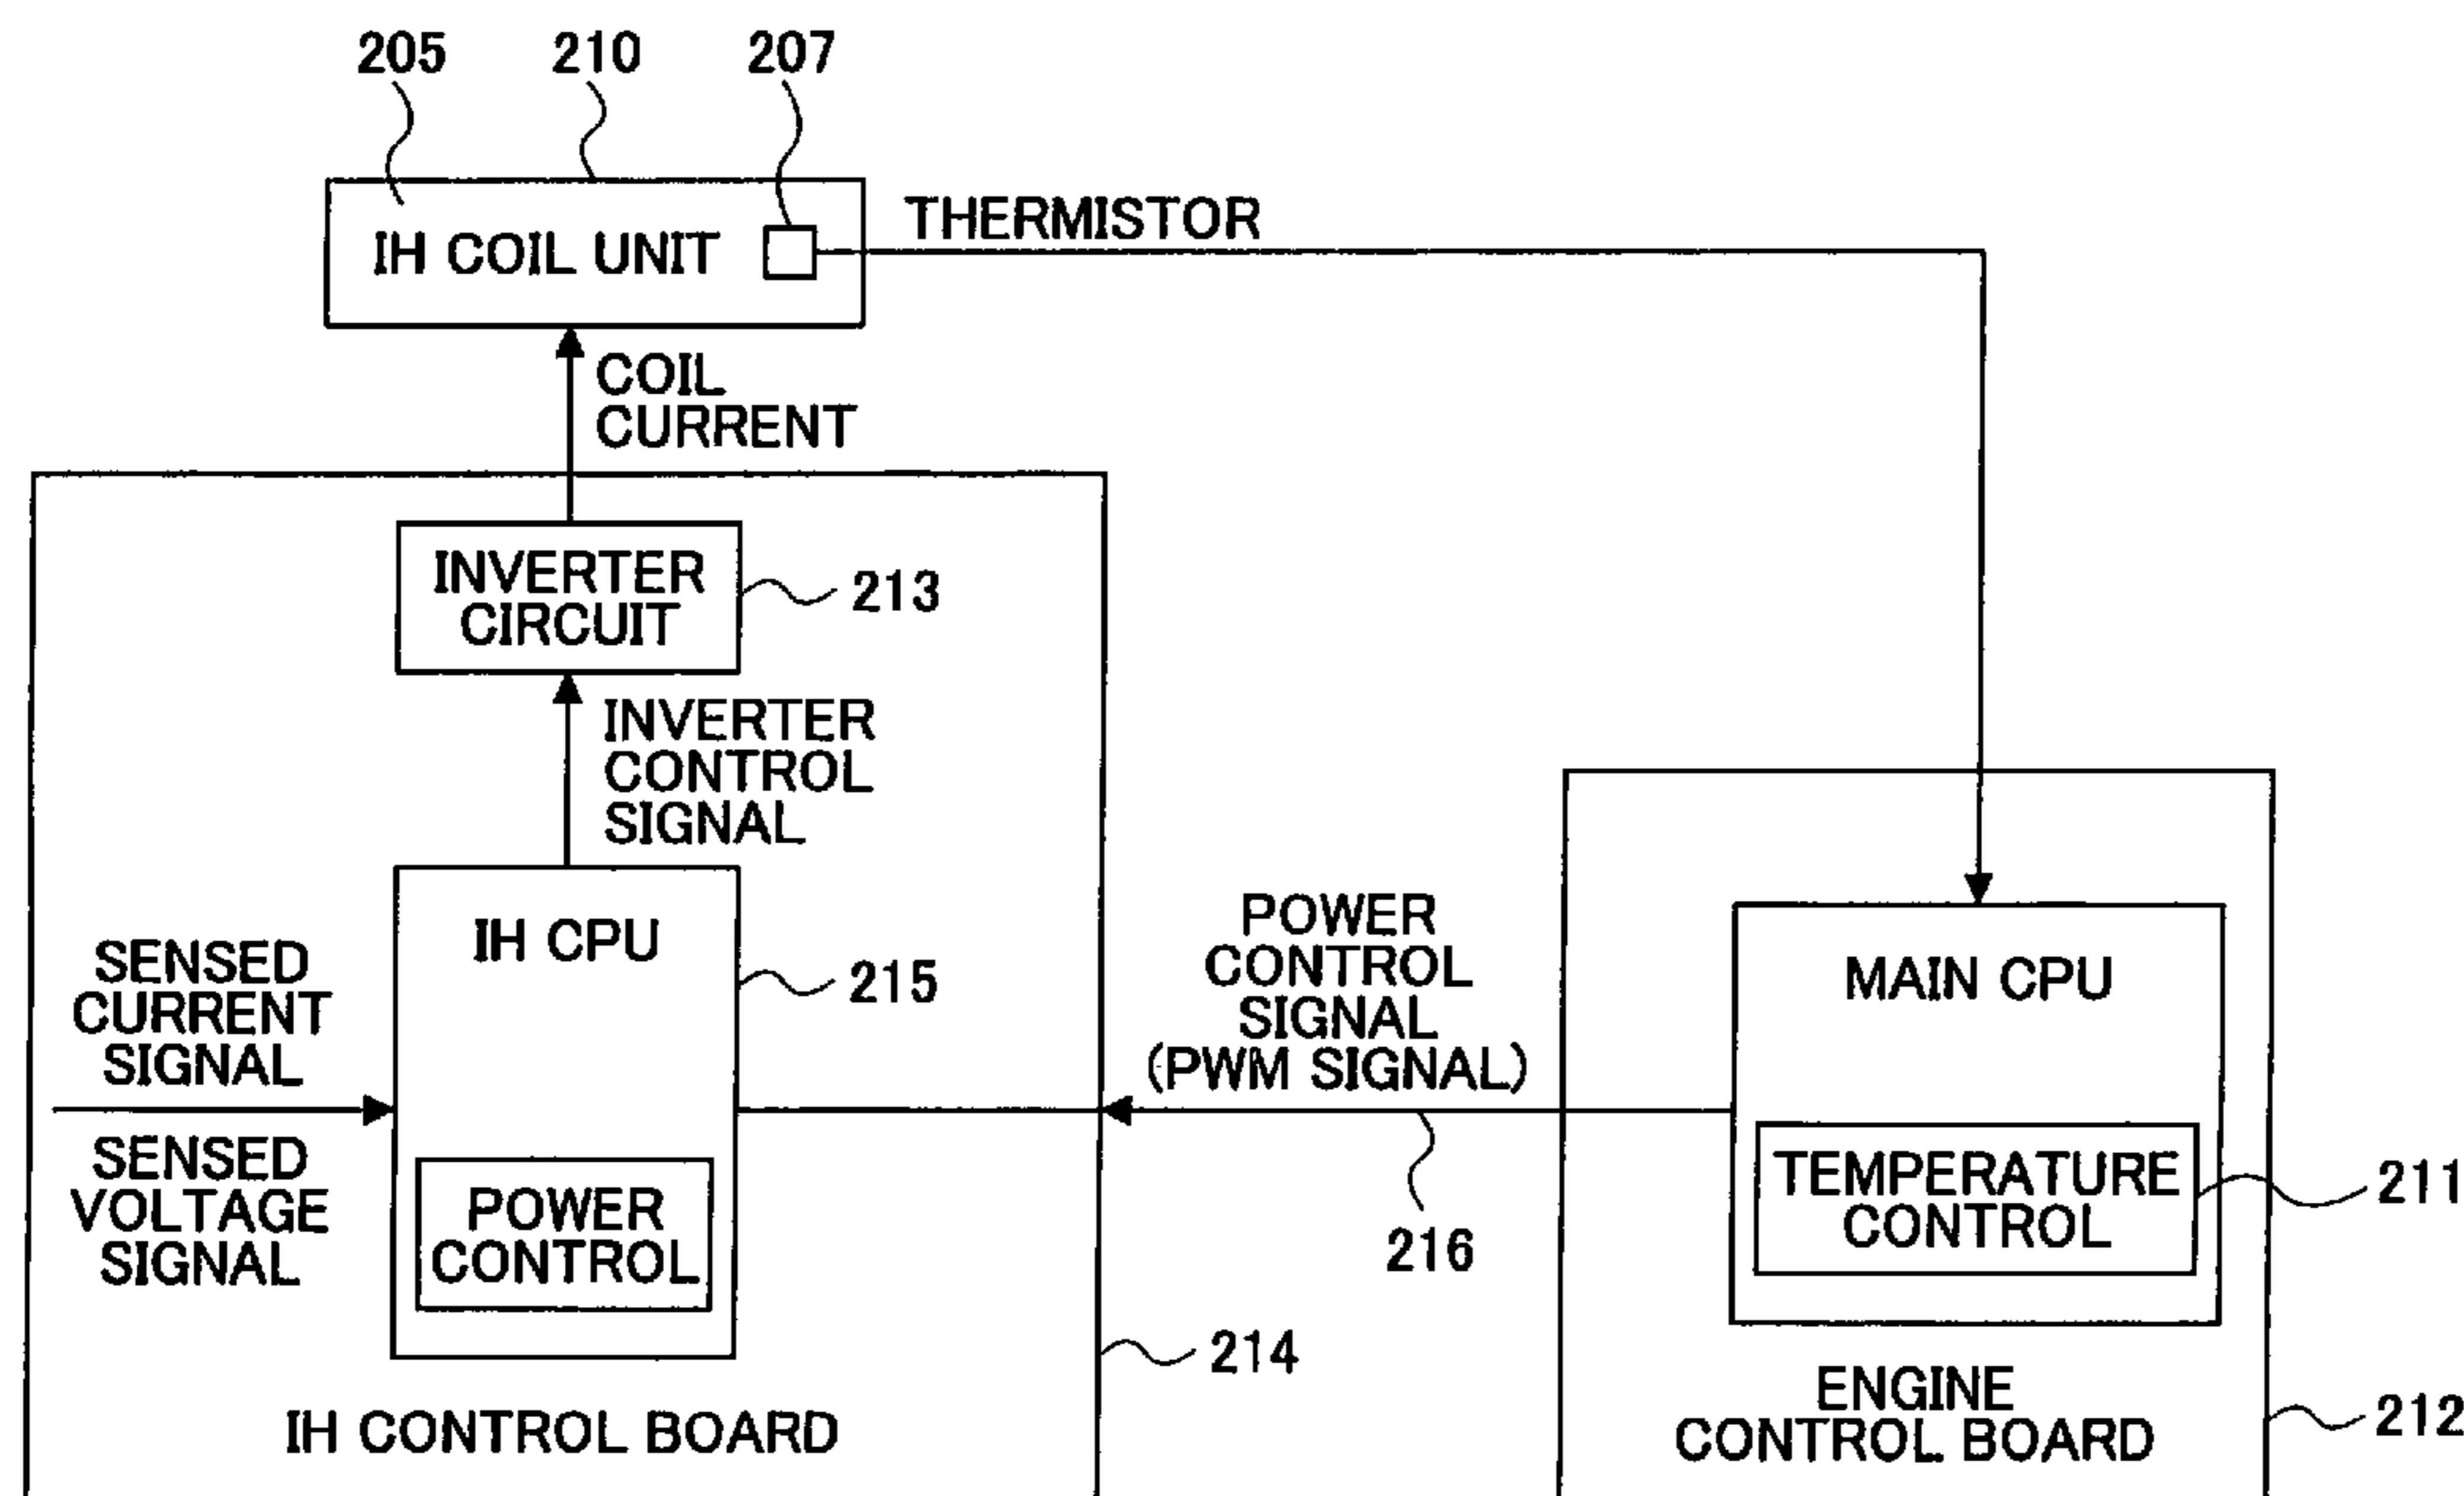 205
210
207
IH COIL UNIT
THERMISTOR
COIL
CURRENT
INVERTER
CIRCUIT
213
INVERTER
CONTROL
SIGNAL
IH CPU
215
SENSED
CURRENT
SIGNAL
SENSED
VOLTAGE
SIGNAL
POWER
CONTROL
IH CONTROL BOARD
214
POWER
CONTROL
SIGNAL
(PWM SIGNAL)
216
MAIN CPU
TEMPERATURE
CONTROL
211
ENGINE
CONTROL BOARD
212